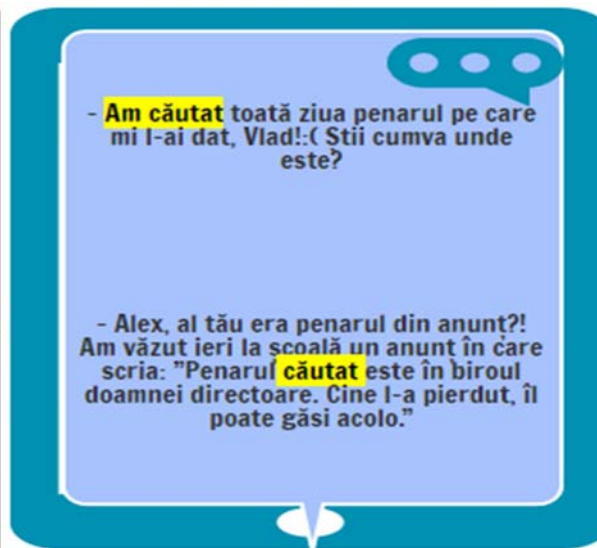 - Am căutat toată ziua penarul pe care
mi l-ai dat, Vlad!:( Știi cumva unde
este?
- Alex, al tău era penarul din anunț?!
Am văzut ieri la școală un anunț în care
scria: ”Penarul căutat este în biroul
doamnei directoare. Cine l-a pierdut, îl
poate găsi acolo.”